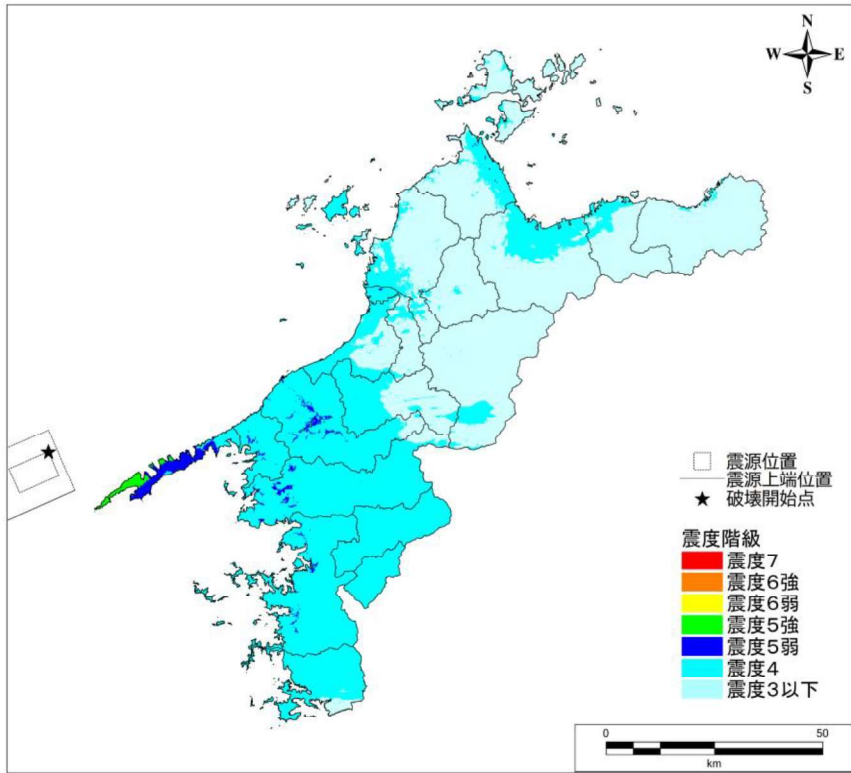 N
W E
S
震源位置
震源上端位置
破壊開始点
震度階級
震度7
震度6強
震度6弱
震度5強
震度5弱
震度4
震度3以下
0 50
km